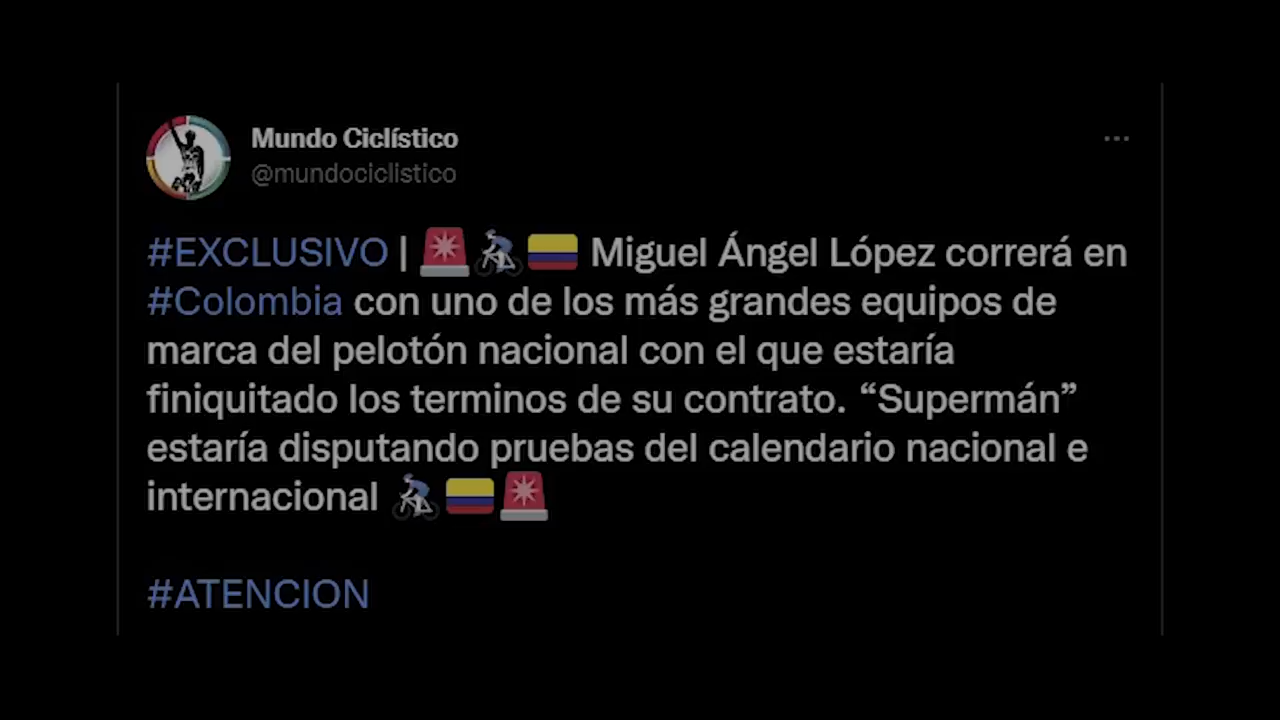 Mundo Ciclístico
@mundociclistico
#EXCLUSIVO | 🚨🚴🇨🇴 Miguel Ángel López correrá en
#Colombia con uno de los más grandes equipos de
marca del pelotón nacional con el que estaría
finiquitado los terminos de su contrato. “Supermán”
estaría disputando pruebas del calendario nacional e
internacional 🚴🇨🇴🚨
#ATENCION